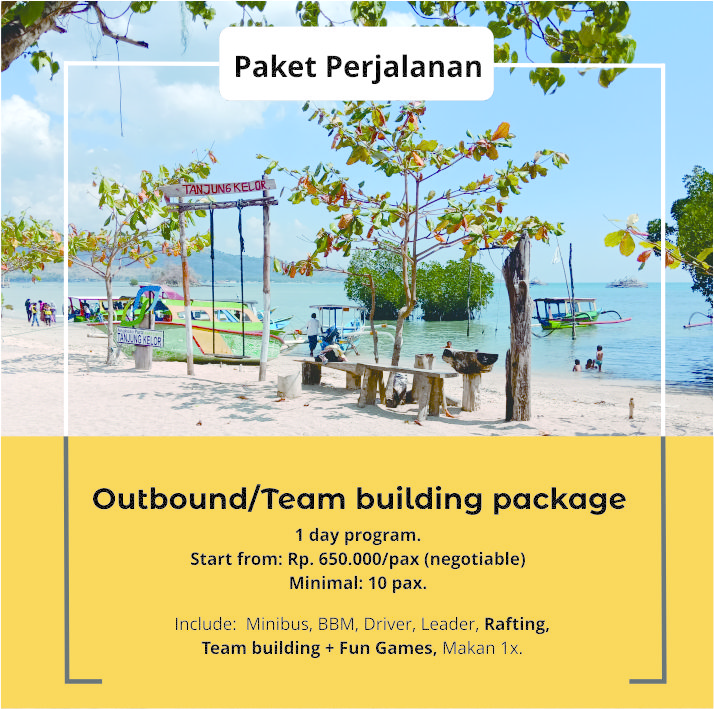 Paket Perjalanan
TANJUNG KELOR
TANJUNG KELOR
Outbound/Team building package
1 day program.
Start from: Rp. 650.000/pax (negotiable)
Minimal: 10 pax.
Include:  Minibus, BBM, Driver, Leader, Rafting,
Team building + Fun Games, Makan 1x.